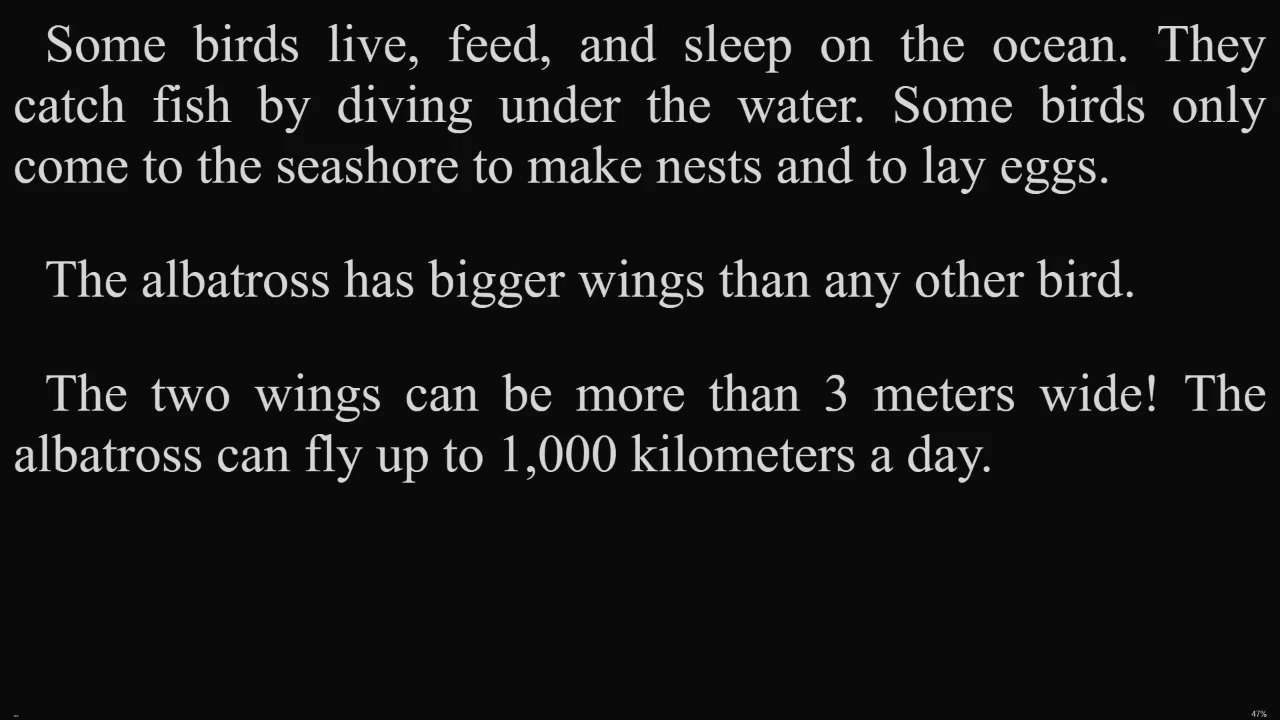 Some birds live, feed, and sleep on the ocean. They
catch fish by diving under the water. Some birds only
come to the seashore to make nests and to lay eggs.
The albatross has bigger wings than any other bird.
The two wings can be more than 3 meters wide! The
albatross can fly up to 1,000 kilometers a day.
47%